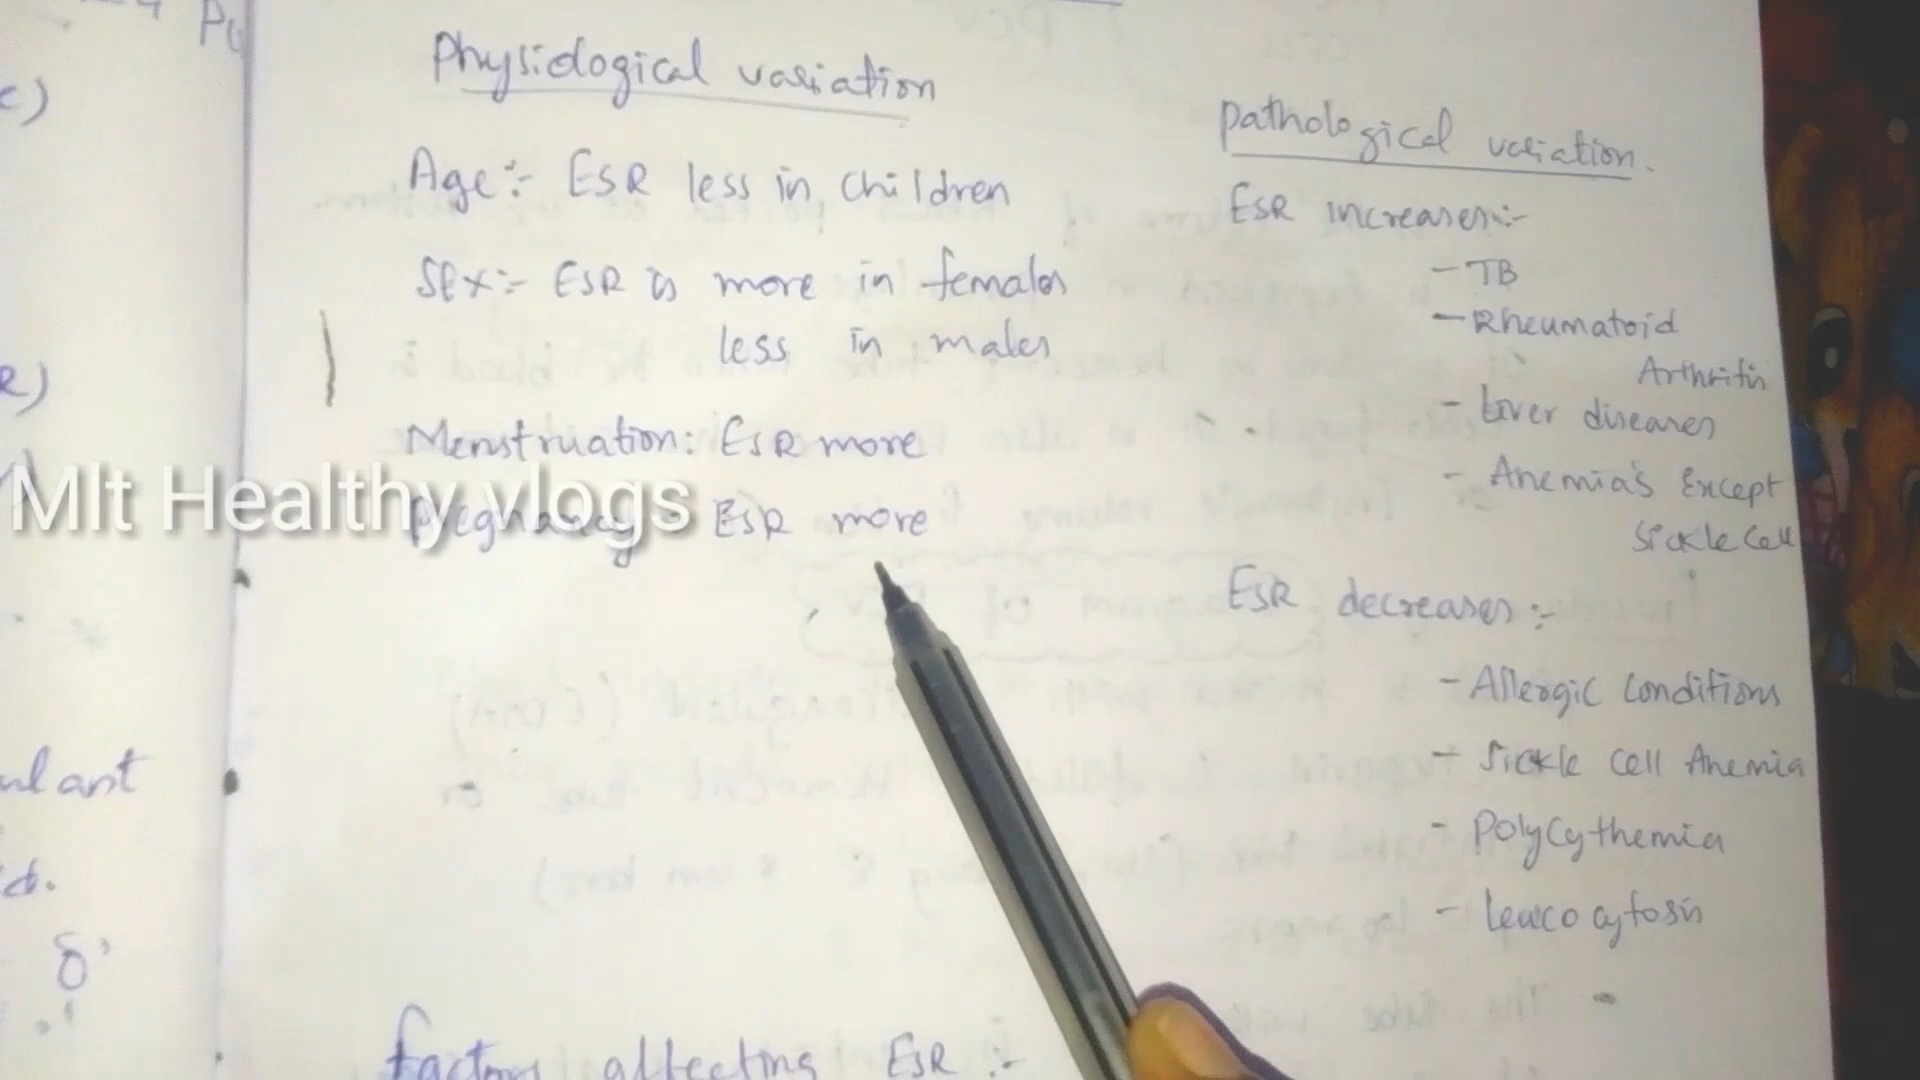 Physiological variation
Age:- ESR less in children
Sex:- ESR is more in females
less in males
Menstruation: ESR more
Pregnancy ESR more
Mlt Healthy vlogs
factors affecting ESR :-
Pathological variation.
ESR increases:-
- TB
- Rheumatoid
Arthritis
- Liver diseases
- Anemia's Except
Sickle Cell
ESR decreases :-
- Allergic Conditions
- Sickle Cell Anemia
- Polycythemia
- Leucocytosis